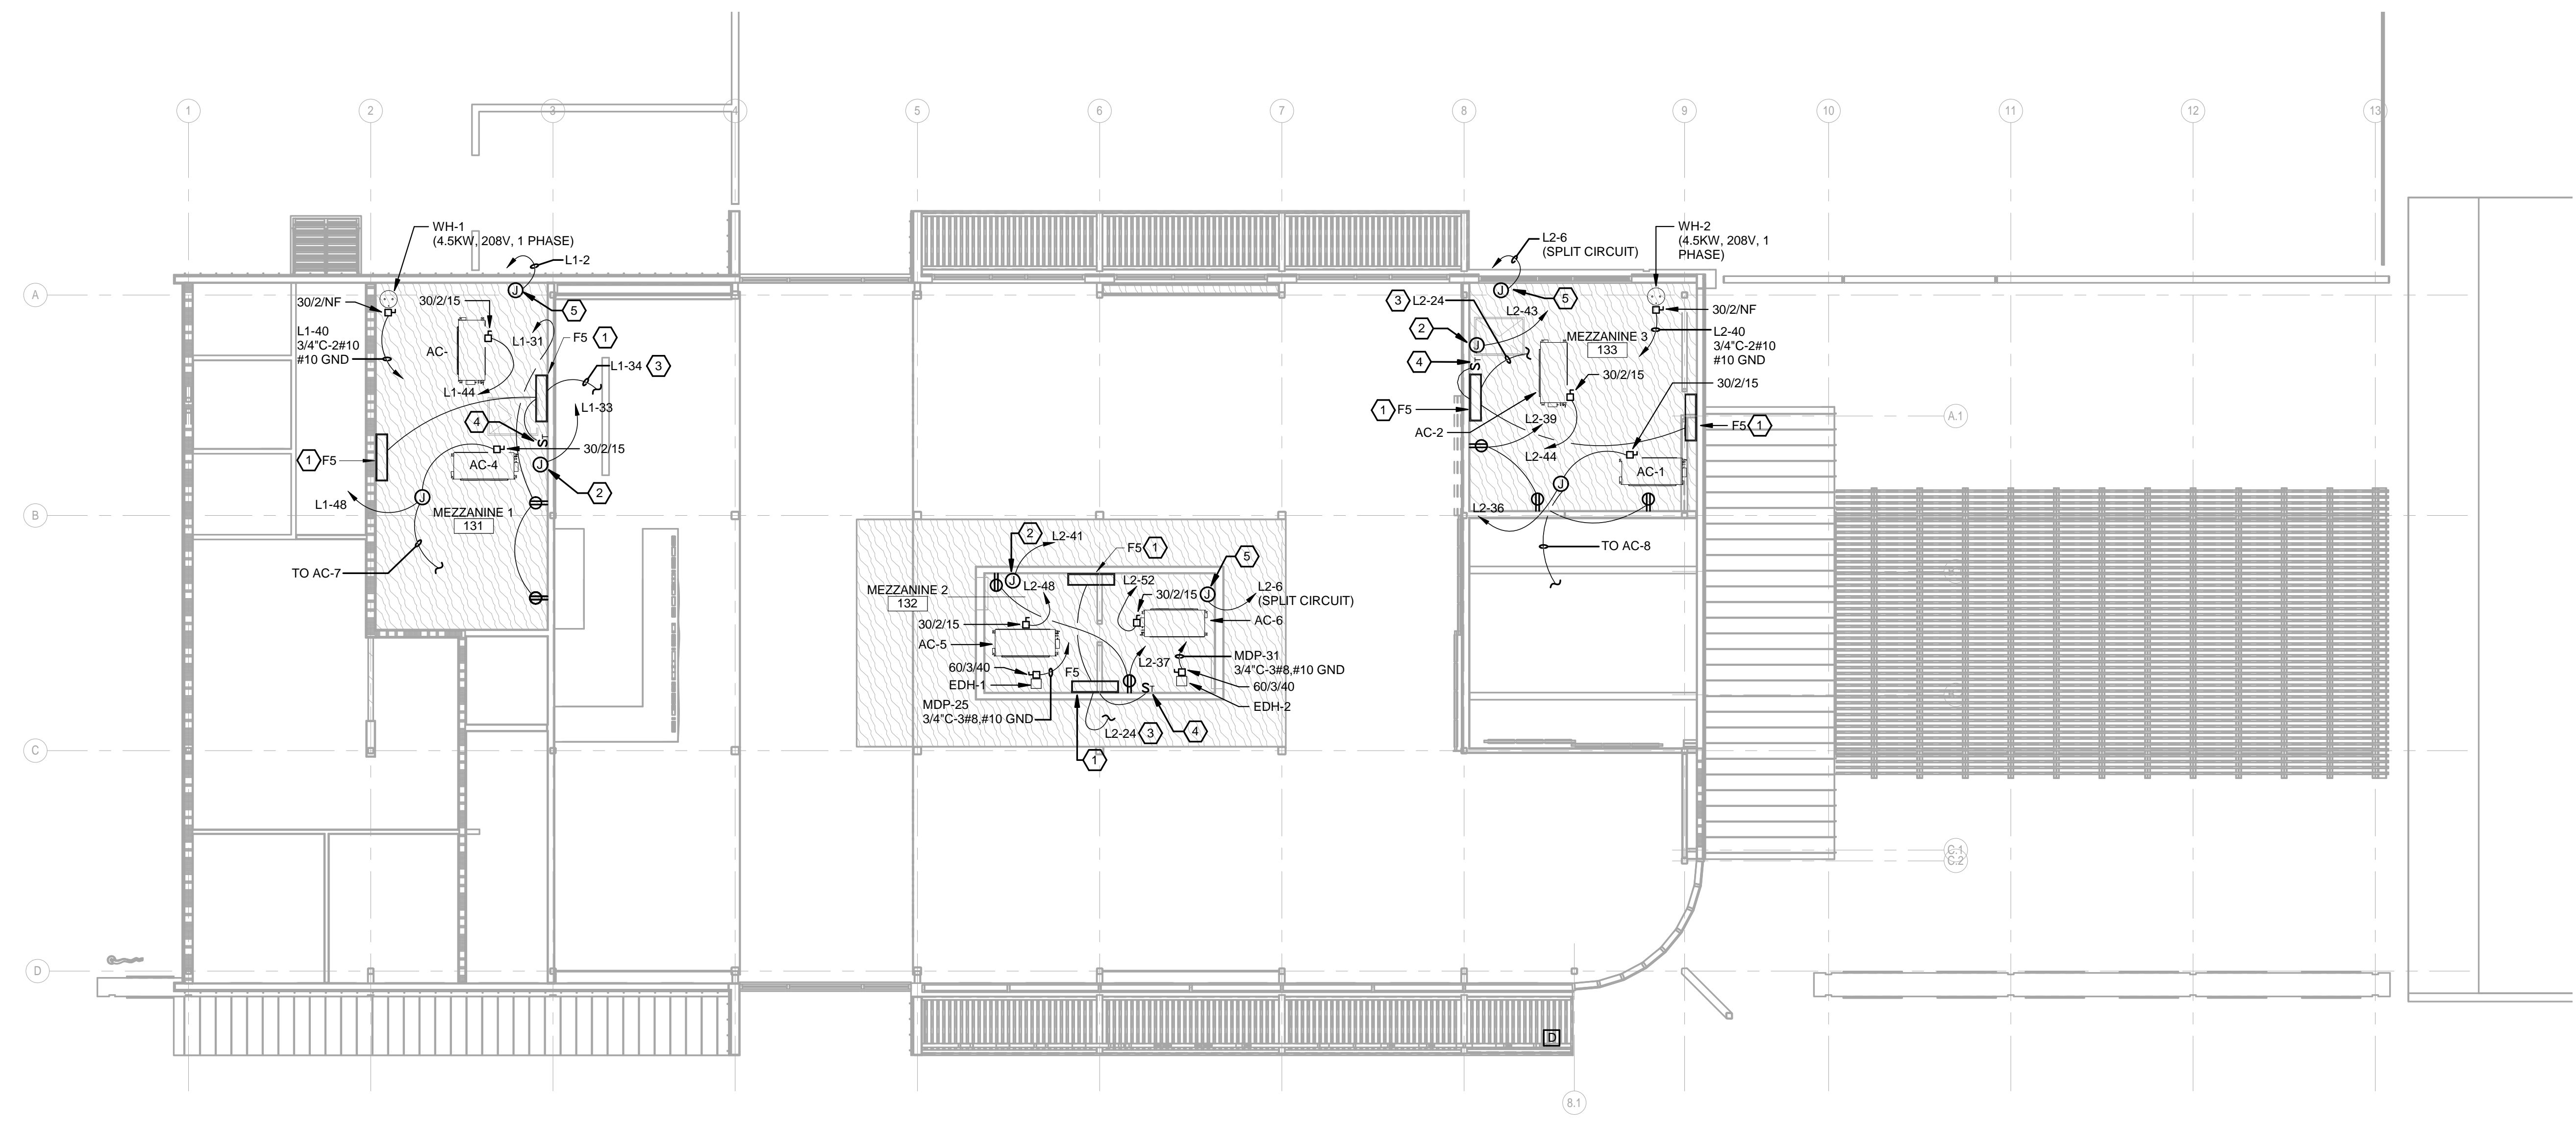 1
2
3
4
5
6
7
8
9
10
11
12
13
WH-1
(4.5KW, 208V, 1 PHASE)
L1-2
A
30/2/NF
30/2/15
J
5
L1-40
3/4"C-2#10
#10 GND
AC-
L1-31
F5
1
L1-34
3
L1-44
L1-33
4
ST
1
F5
30/2/15
AC-4
J
2
J
L1-48
MEZZANINE 1
131
B
TO AC-7
L2-6
(SPLIT CIRCUIT)
J
5
WH-2
(4.5KW, 208V, 1
PHASE)
30/2/NF
3
L2-24
L2-43
2
J
4
ST
MEZZANINE 3
133
L2-40
3/4"C-2#10
#10 GND
30/2/15
30/2/15
1
F5
AC-2
L2-39
F5
1
A.1
L2-44
AC-1
J
L2-36
TO AC-8
2
L2-41
F5
1
5
J
L2-48
L2-52
J
L2-6
(SPLIT CIRCUIT)
MEZZANINE 2
132
30/2/15
30/2/15
AC-6
AC-5
L2-37
MDP-31
3/4"C-3#8,#10 GND
60/3/40
F5
60/3/40
EDH-1
ST
EDH-2
MDP-25
3/4"C-3#8,#10 GND
L2-24
3
4
1
C
C.1
C.2
D
D
8.1